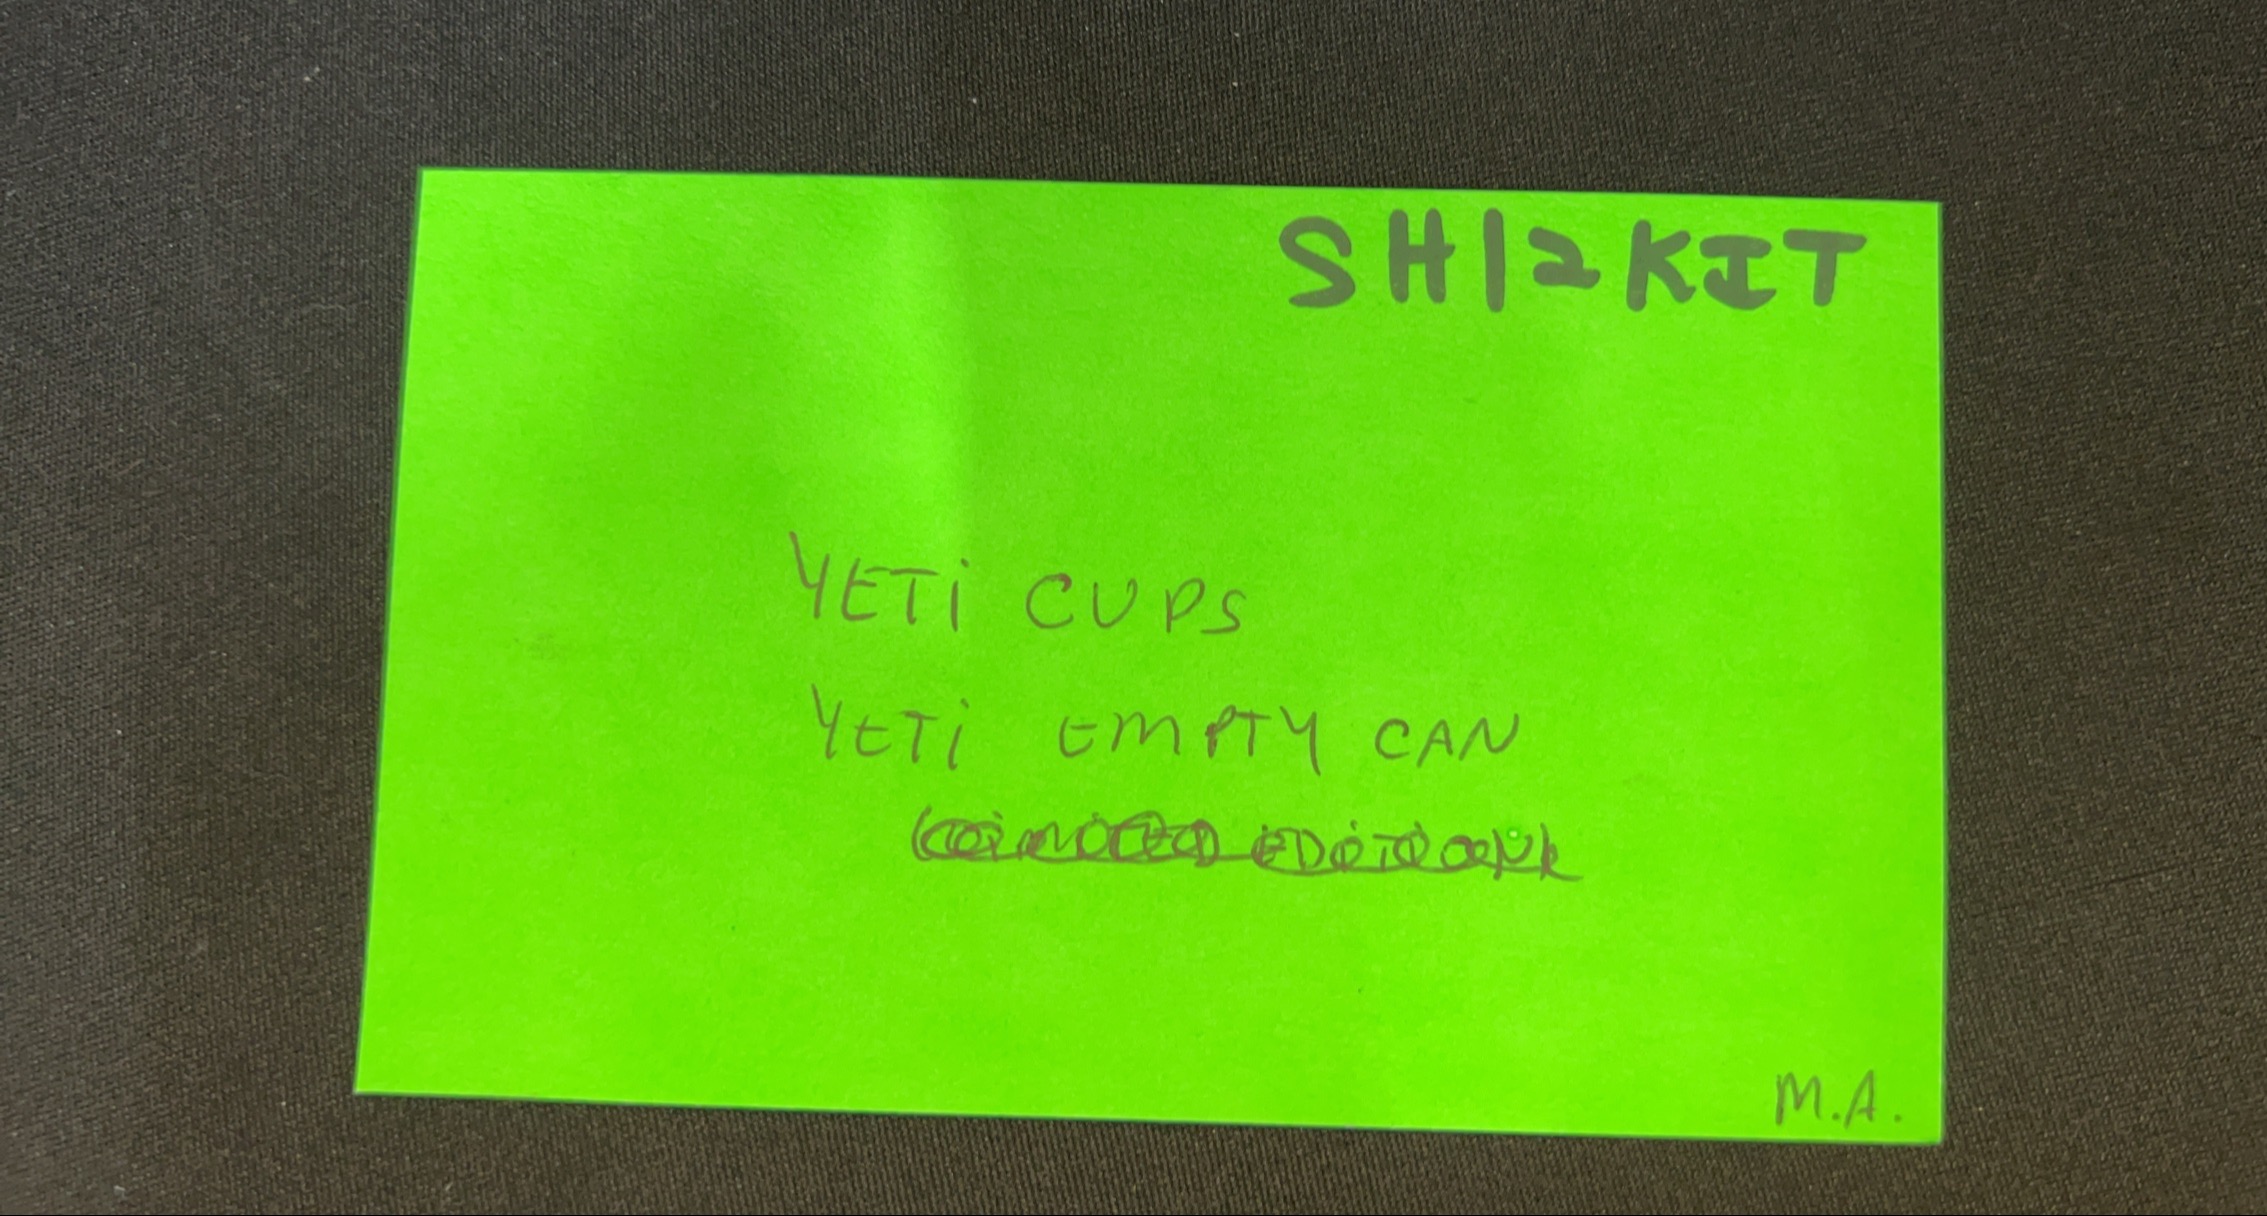 SH12KIT
YETi CUPS
YETi EMPTY CAN
M.A.